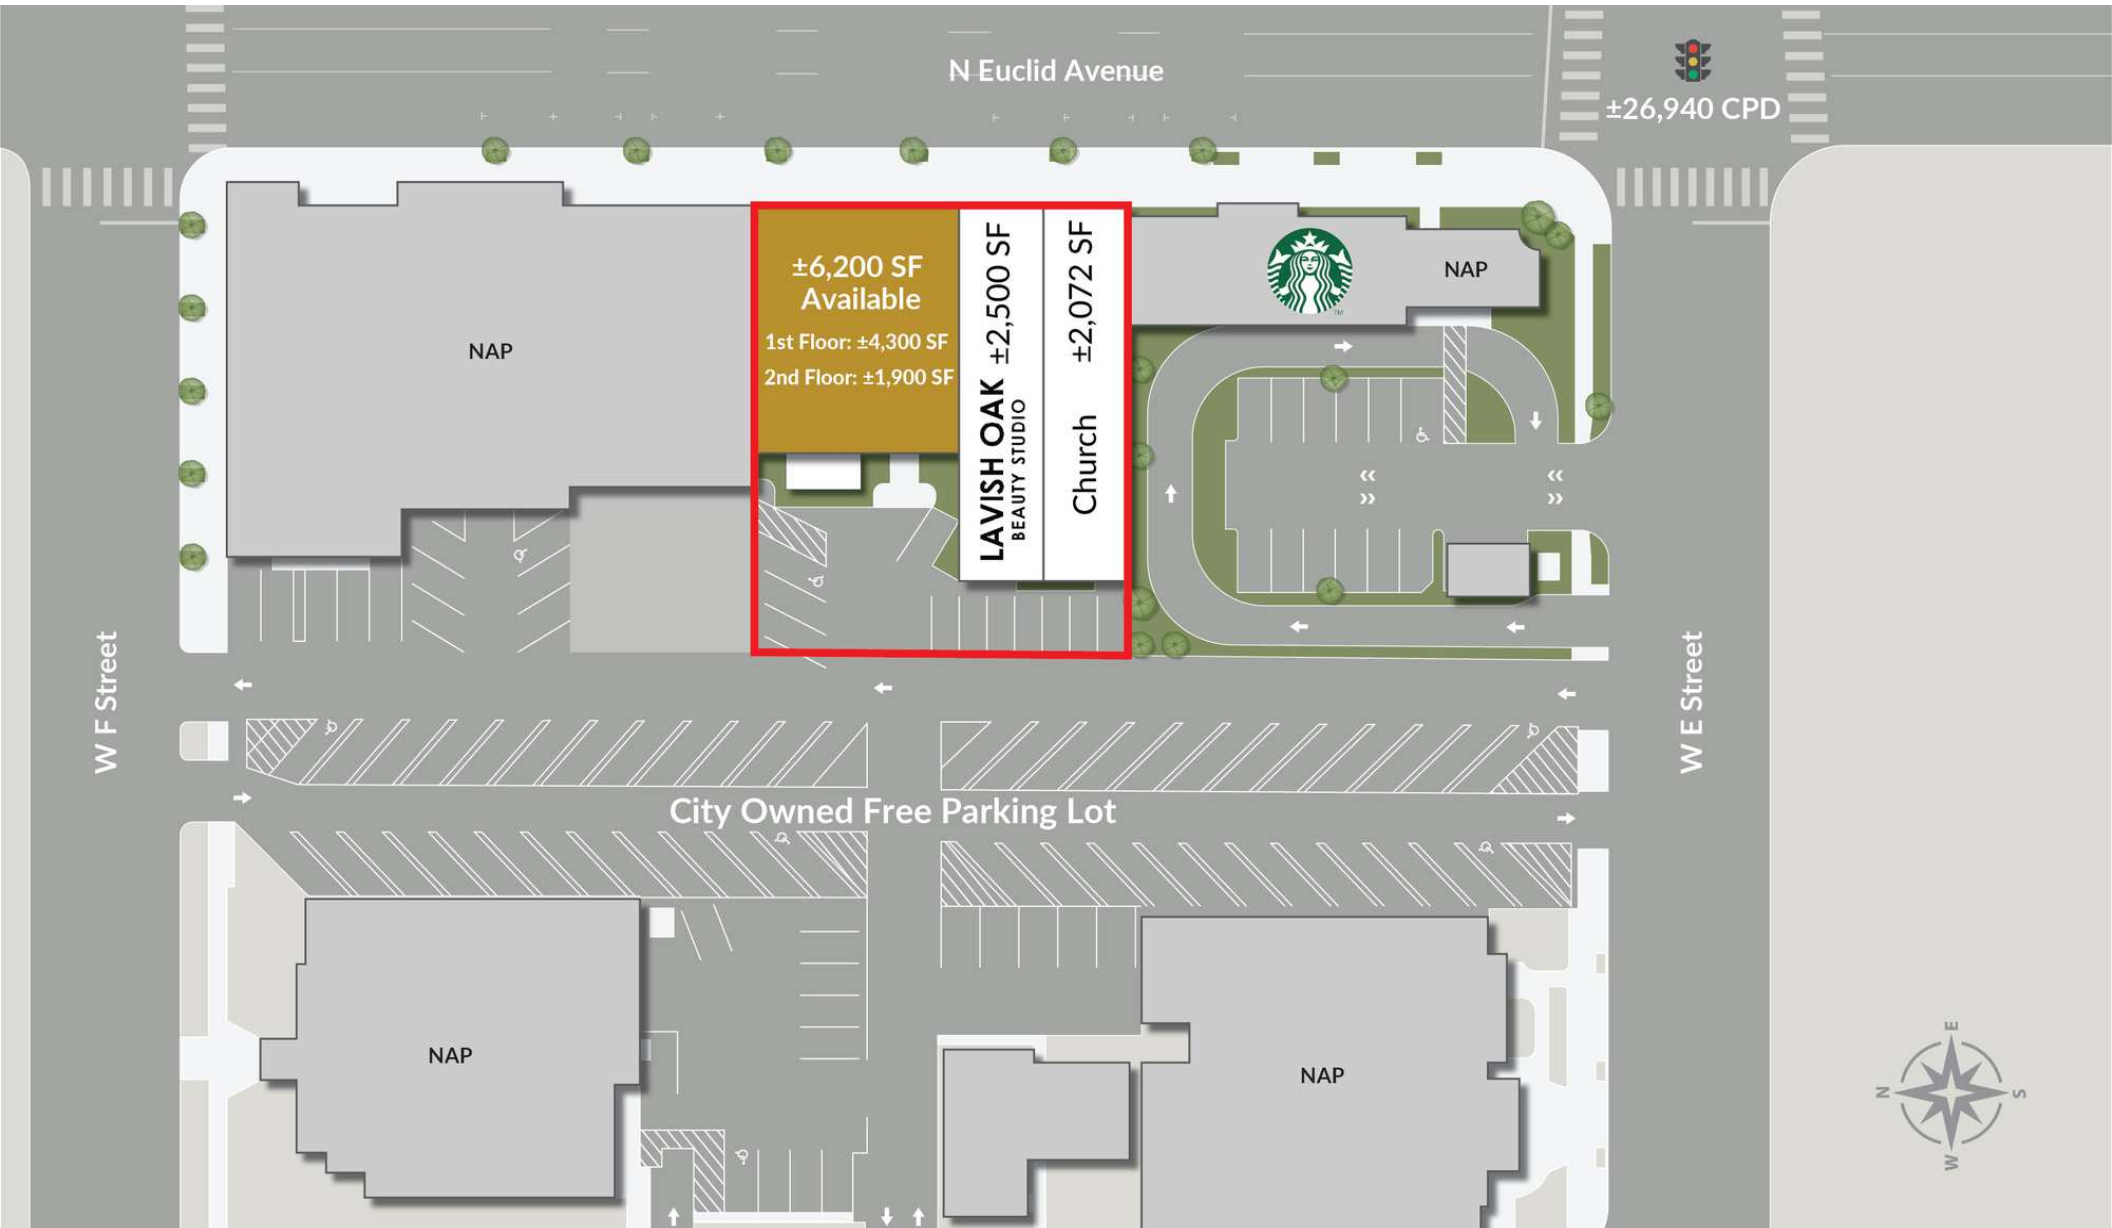 N Euclid Avenue
±26,940 CPD
±6,200 SF
Available
1st Floor: ±4,300 SF
2nd Floor: ±1,900 SF
LAVISH OAK ±2,500 SF
BEAUTY STUDIO
Church ±2,072 SF
NAP
NAP
TM
W F Street
W E Street
City Owned Free Parking Lot
NAP
NAP
E
N
S
W